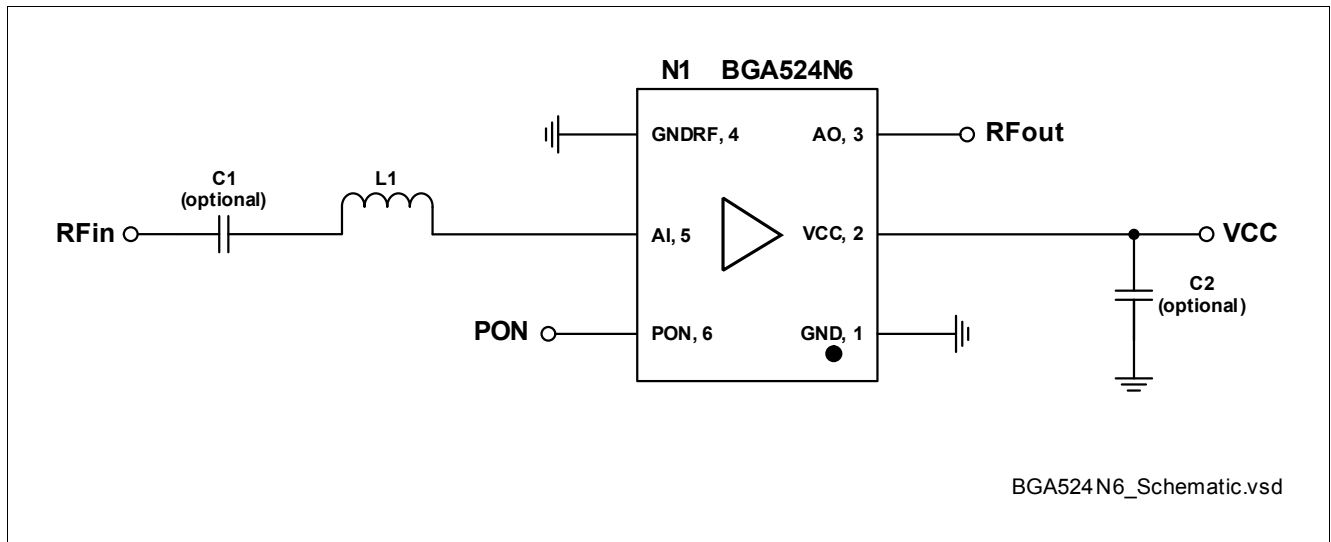 N1 BGA524N6
GNDRF, 4
AO, 3
RFout
C1
(optional)
L1
RFin
AI, 5
VCC, 2
VCC
C2
(optional)
PON
PON, 6
GND, 1
BGA524N6_Schematic.vsd